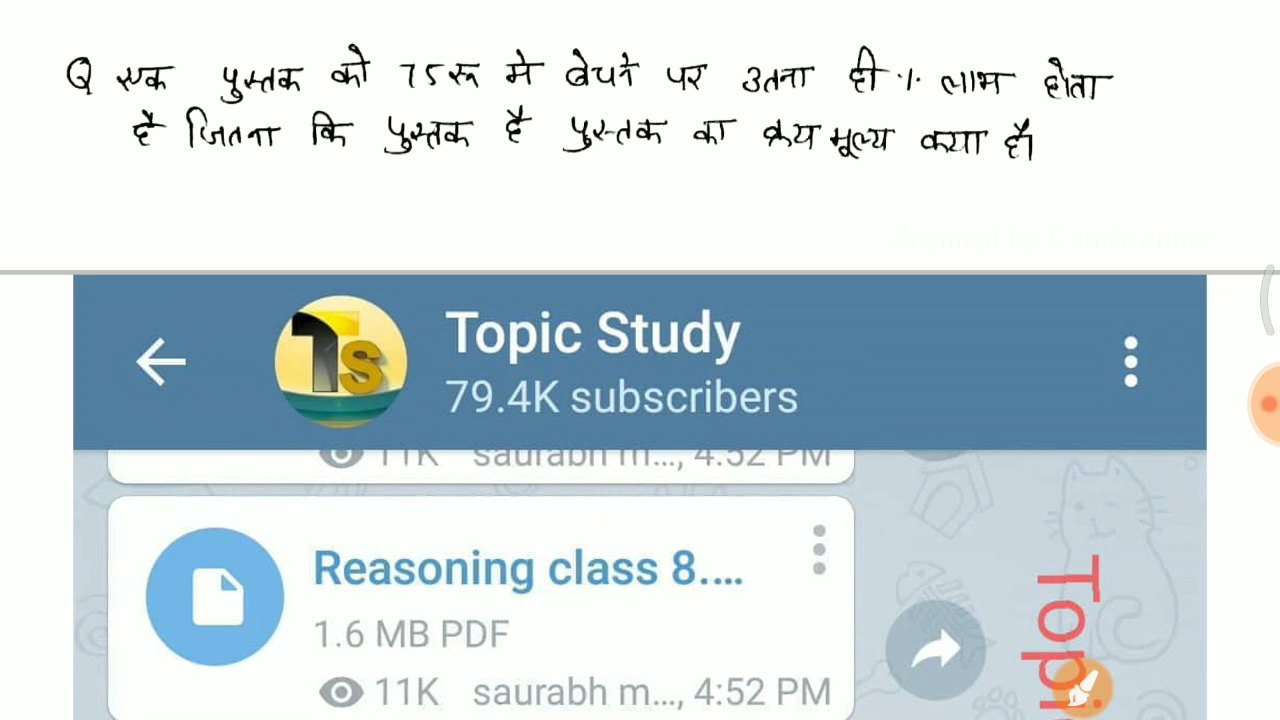 Q एक पुस्तक को 75 रू मे बेचने पर उतना ही % लाभ होता
है जितना कि पुस्तक है पुस्तक का क्रय मूल्य क्या है।
Topic Study
79.4K subscribers
11K saurabh m..., 4:52 PM
Reasoning class 8....
1.6 MB PDF
11K saurabh m..., 4:52 PM
Topi